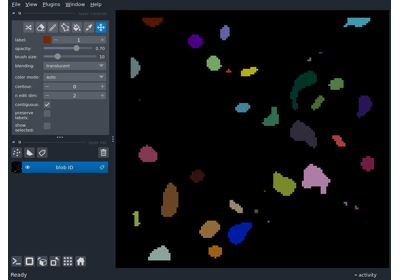 File View Plugins Window Help
label: 1
opacity: 0.70
brush size: 10
blending: translucent
color mode: auto
contour: 0
n edit dim: 2
contiguous: ✓
preserve
labels:
show
selected:
blob ID
Ready
activity